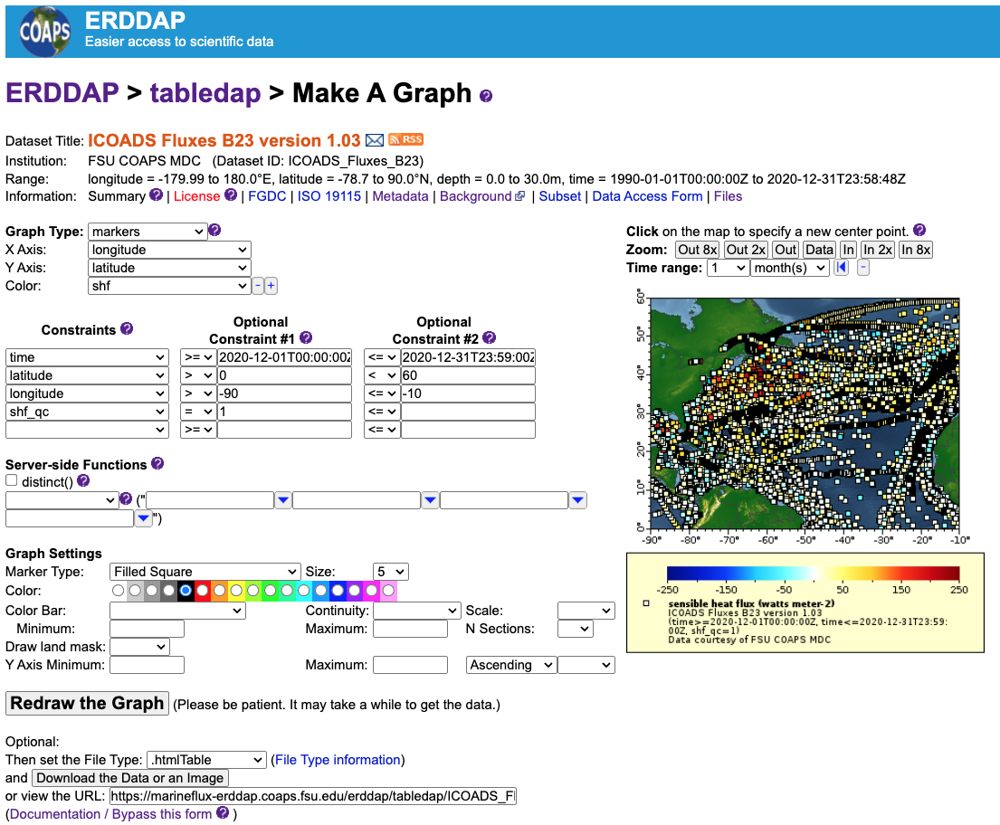 COAPS
ERDDAP
Easier access to scientific data
ERDDAP > tabledap > Make A Graph ?
Dataset Title: ICOADS Fluxes B23 version 1.03 RSS
Institution: FSU COAPS MDC (Dataset ID: ICOADS_Fluxes_B23)
Range: longitude = -179.99 to 180.0°E, latitude = -78.7 to 90.0°N, depth = 0.0 to 30.0m, time = 1990-01-01T00:00:00Z to 2020-12-31T23:58:48Z
Information: Summary ? | License ? | FGDC | ISO 19115 | Metadata | Background | Subset | Data Access Form | Files
Graph Type: markers ?
X Axis: longitude
Y Axis: latitude
Color: shf - +
Constraints ? Optional Constraint #1 ? Optional Constraint #2 ?
time >= 2020-12-01T00:00:00Z <= 2020-12-31T23:59:00Z
latitude > 0 < 60
longitude > -90 <= -10
shf_qc = 1 <=
>= <=
Server-side Functions ?
distinct() ?
? ("
")
Graph Settings
Marker Type: Filled Square Size: 5
Color:
Color Bar: Continuity: Scale:
Minimum: Maximum: N Sections:
Draw land mask:
Y Axis Minimum: Maximum: Ascending
Redraw the Graph (Please be patient. It may take a while to get the data.)
Optional:
Then set the File Type: .htmlTable (File Type information)
and Download the Data or an Image
or view the URL: https://marineflux-erddap.coaps.fsu.edu/erddap/tabledap/ICOADS_F
(Documentation / Bypass this form ? )
Click on the map to specify a new center point. ?
Zoom: Out 8x Out 2x Out Data In In 2x In 8x
Time range: 1 month(s) -
60°
50°
40°
30°
20°
10°
0°
-90° -80° -70° -60° -50° -40° -30° -20° -10°
-250 -150 -50 50 150 250
sensible heat flux (watts meter-2)
ICOADS Fluxes B23 version 1.03
(time>=2020-12-01T00:00:00Z, time<=2020-12-31T23:59:
00Z, shf_qc=1)
Data courtesy of FSU COAPS MDC